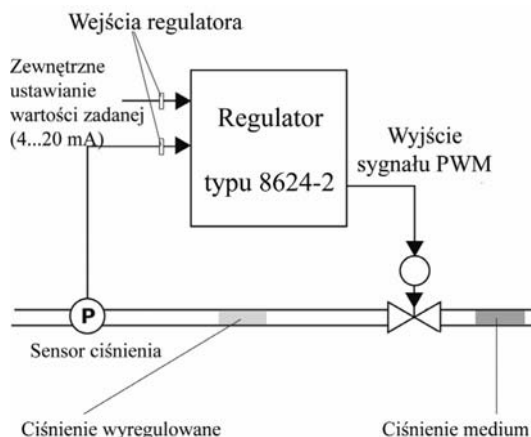 Wejścia regulatora
Zewnętrzne
ustawianie
wartości zadanej
(4...20 mA)
Regulator
typu 8624-2
Wyjście
sygnału PWM
P
Sensor ciśnienia
Ciśnienie wyregulowane
Ciśnienie medium